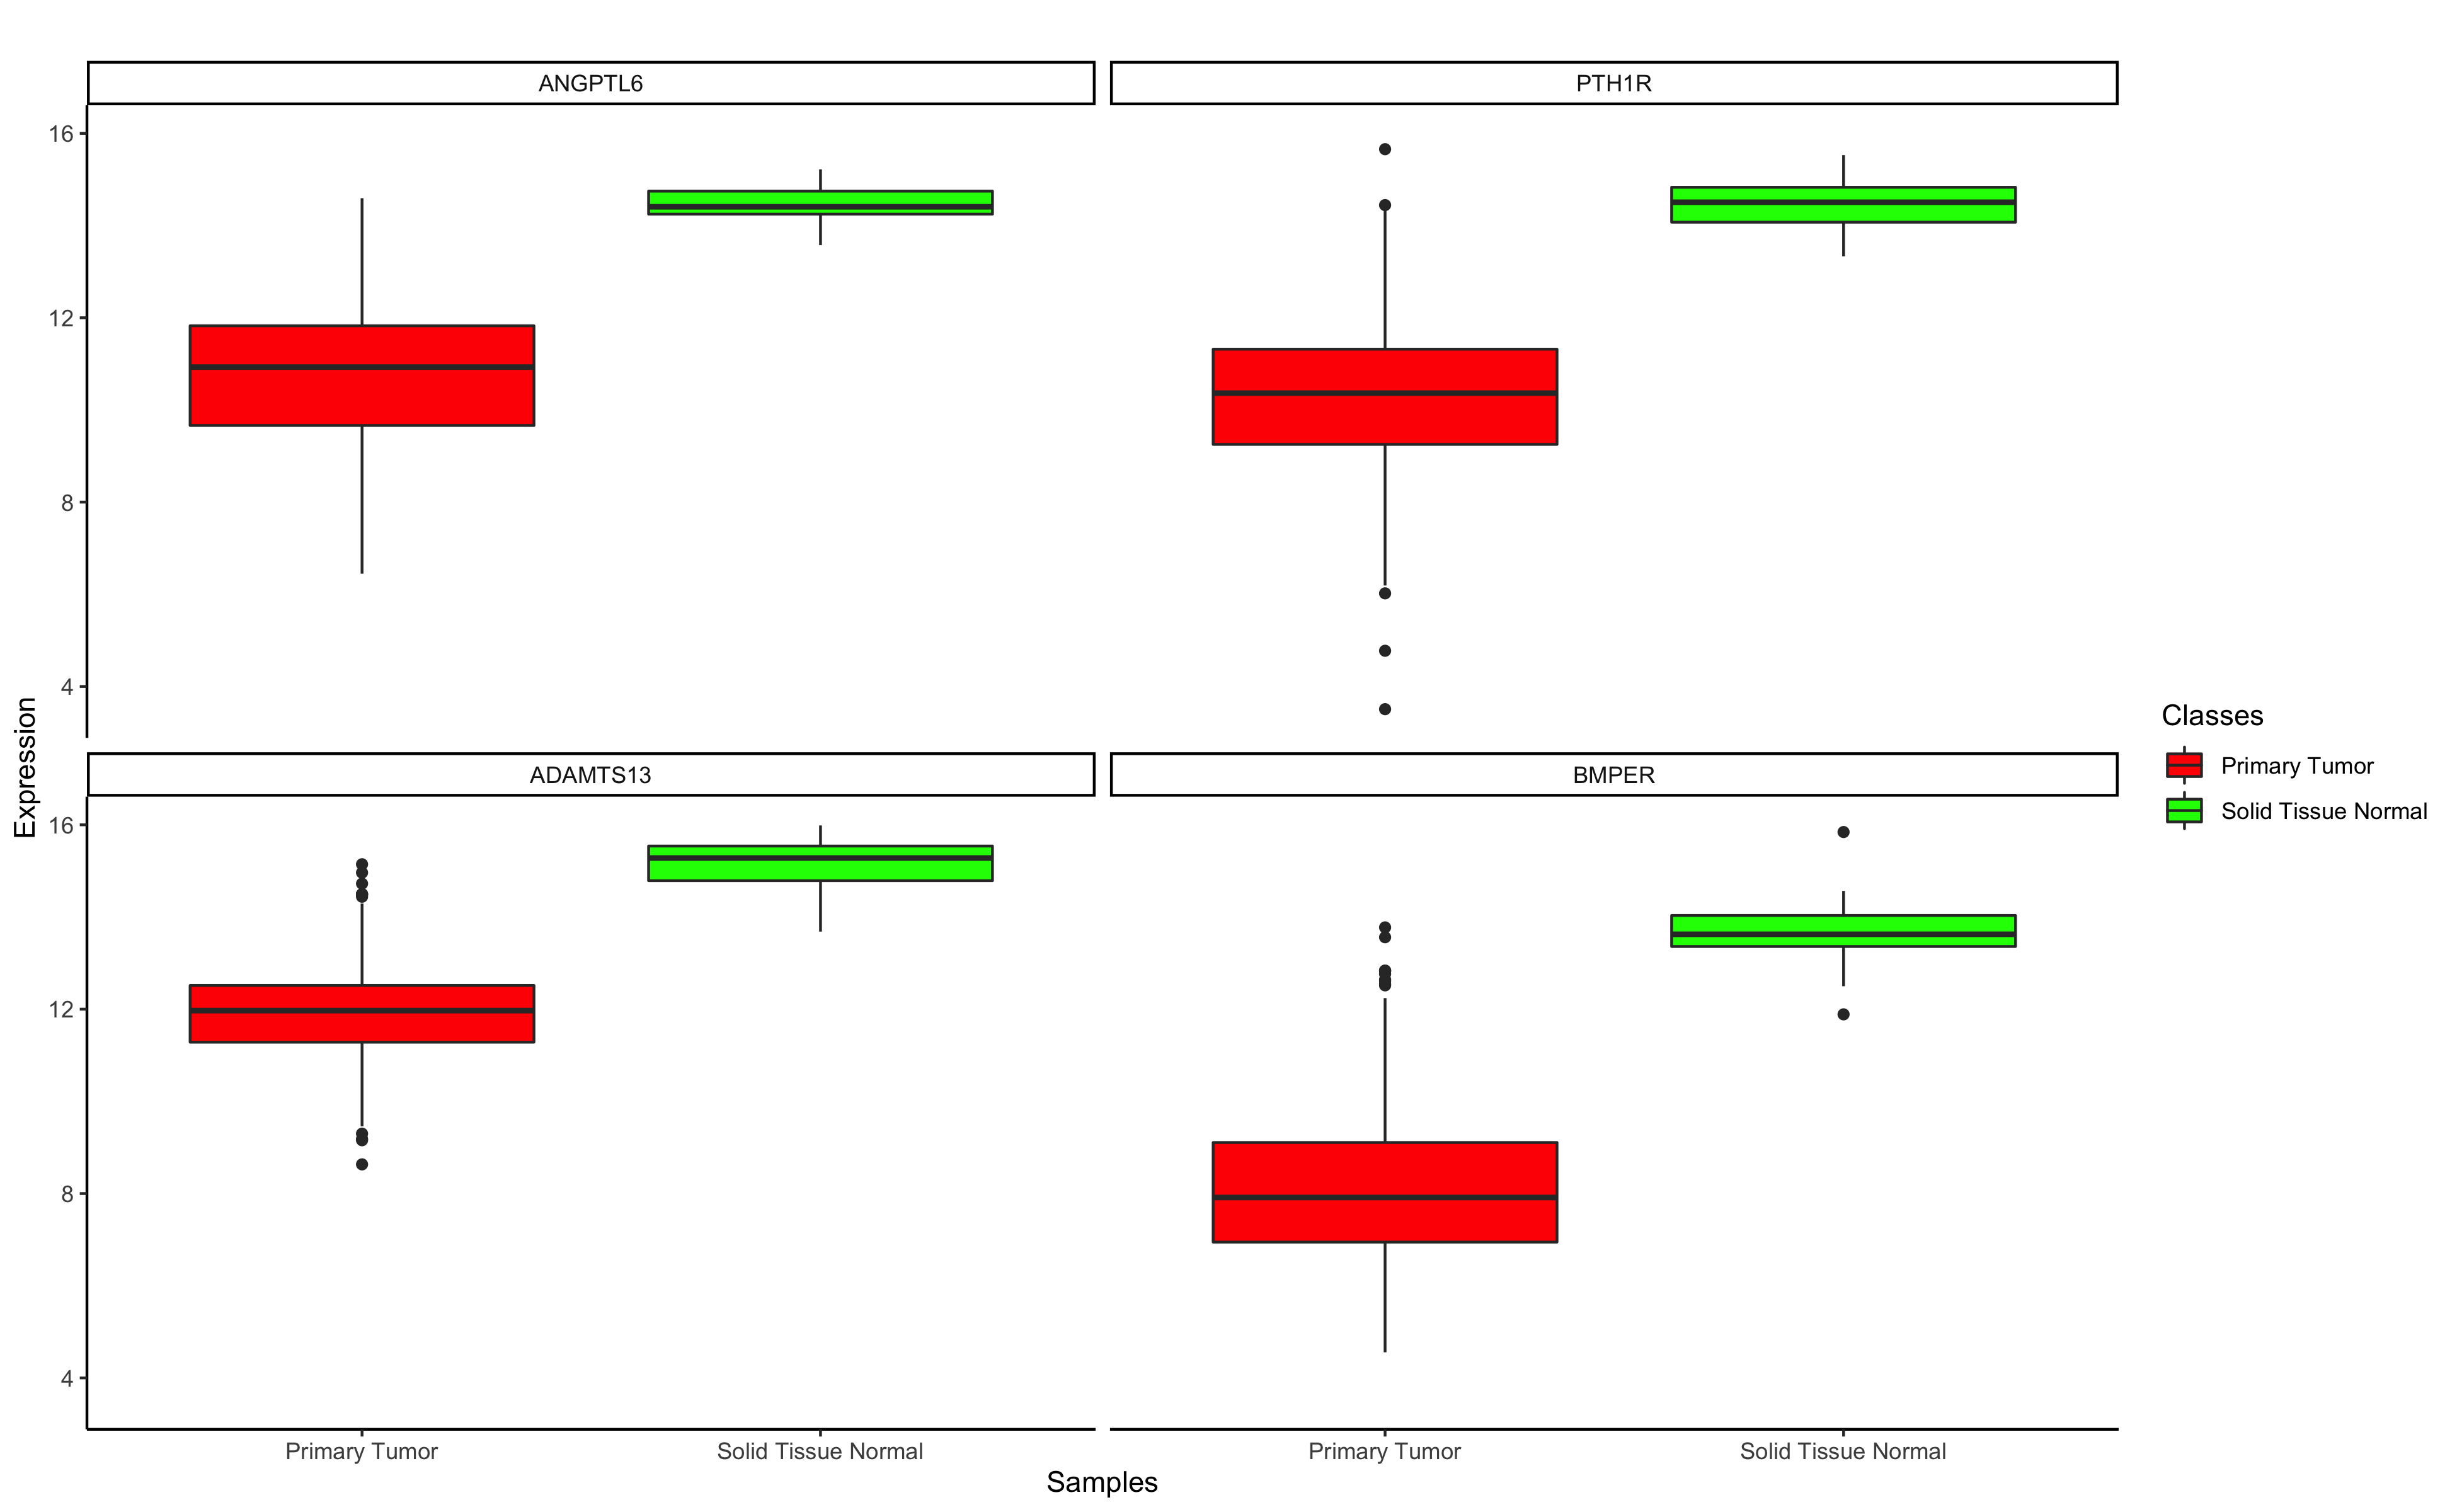 ANGPTL6
PTH1R
16
12
8
4
ADAMTS13
BMPER
16
12
8
4
Expression
Primary Tumor
Solid Tissue Normal
Primary Tumor
Solid Tissue Normal
Samples
Classes
Primary Tumor
Solid Tissue Normal